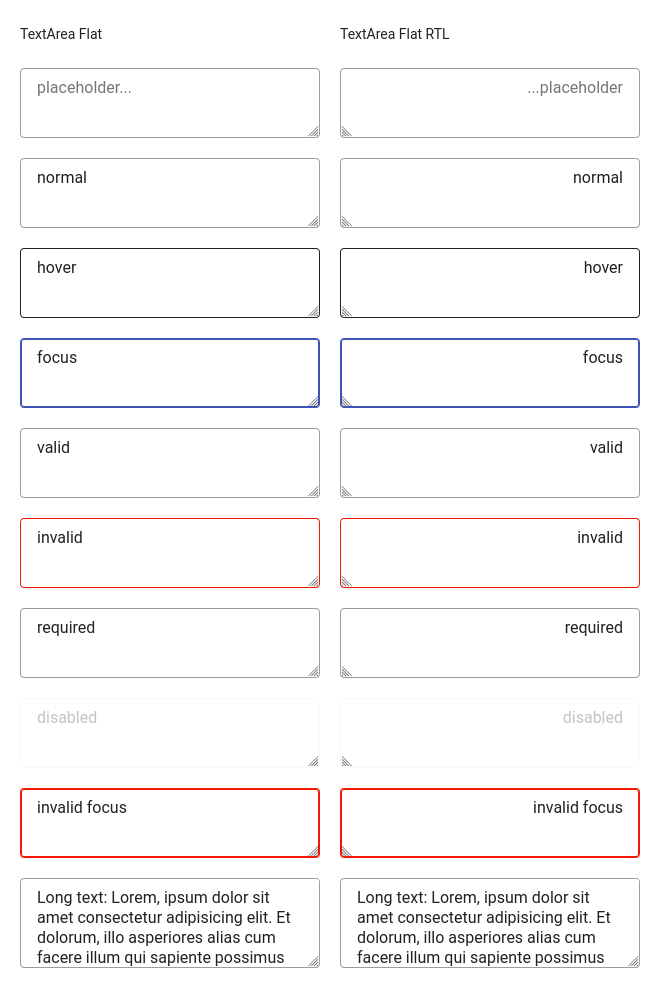 TextArea Flat
TextArea Flat RTL
placeholder...
...placeholder
normal
normal
hover
hover
focus
focus
valid
valid
invalid
invalid
required
required
disabled
disabled
invalid focus
invalid focus
Long text: Lorem, ipsum dolor sit
amet consectetur adipisicing elit. Et
dolorum, illo asperiores alias cum
facere illum qui sapiente possimus
Long text: Lorem, ipsum dolor sit
amet consectetur adipisicing elit. Et
dolorum, illo asperiores alias cum
facere illum qui sapiente possimus